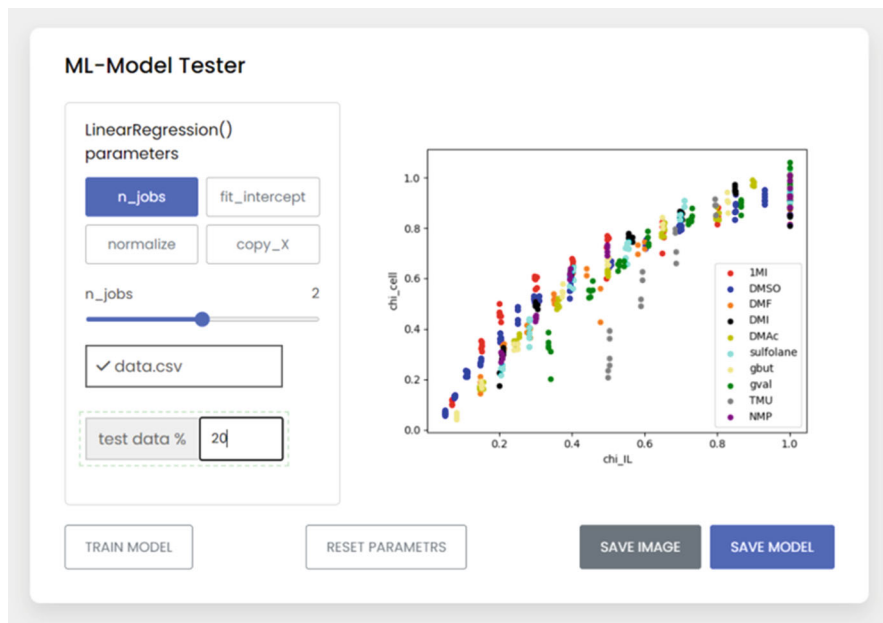 ML-Model Tester
LinearRegression()
parameters
n_jobs
fit_intercept
normalize
copy_X
n_jobs
2
data.csv
test data %
20
TRAIN MODEL
RESET PARAMETRS
SAVE IMAGE
SAVE MODEL
chi_cell
1.0
0.8
0.6
0.4
0.2
0.0
0.2
0.4
0.6
0.8
1.0
chi_IL
1MI
DMSO
DMF
DMI
DMAc
sulfolane
gbut
gval
TMU
NMP